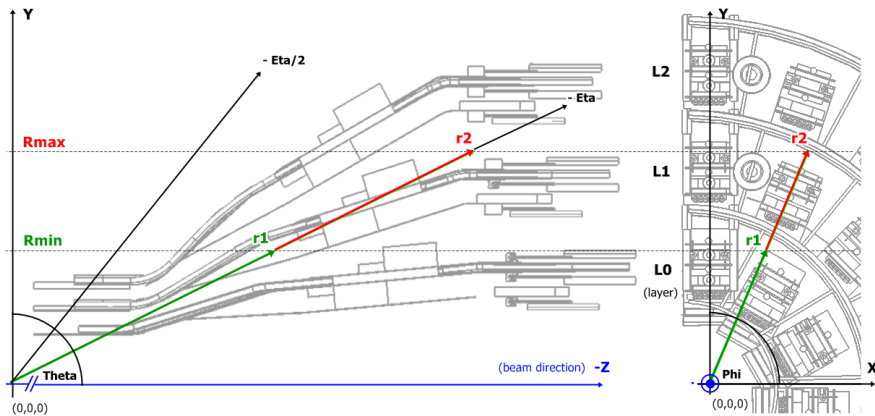 Y
- Eta/2
- Eta
Rmax
r2
Rmin
r1
Theta
(beam direction) -Z
(0,0,0)
Y
L2
r2
L1
r1
L0
(layer)
Phi
X
(0,0,0)